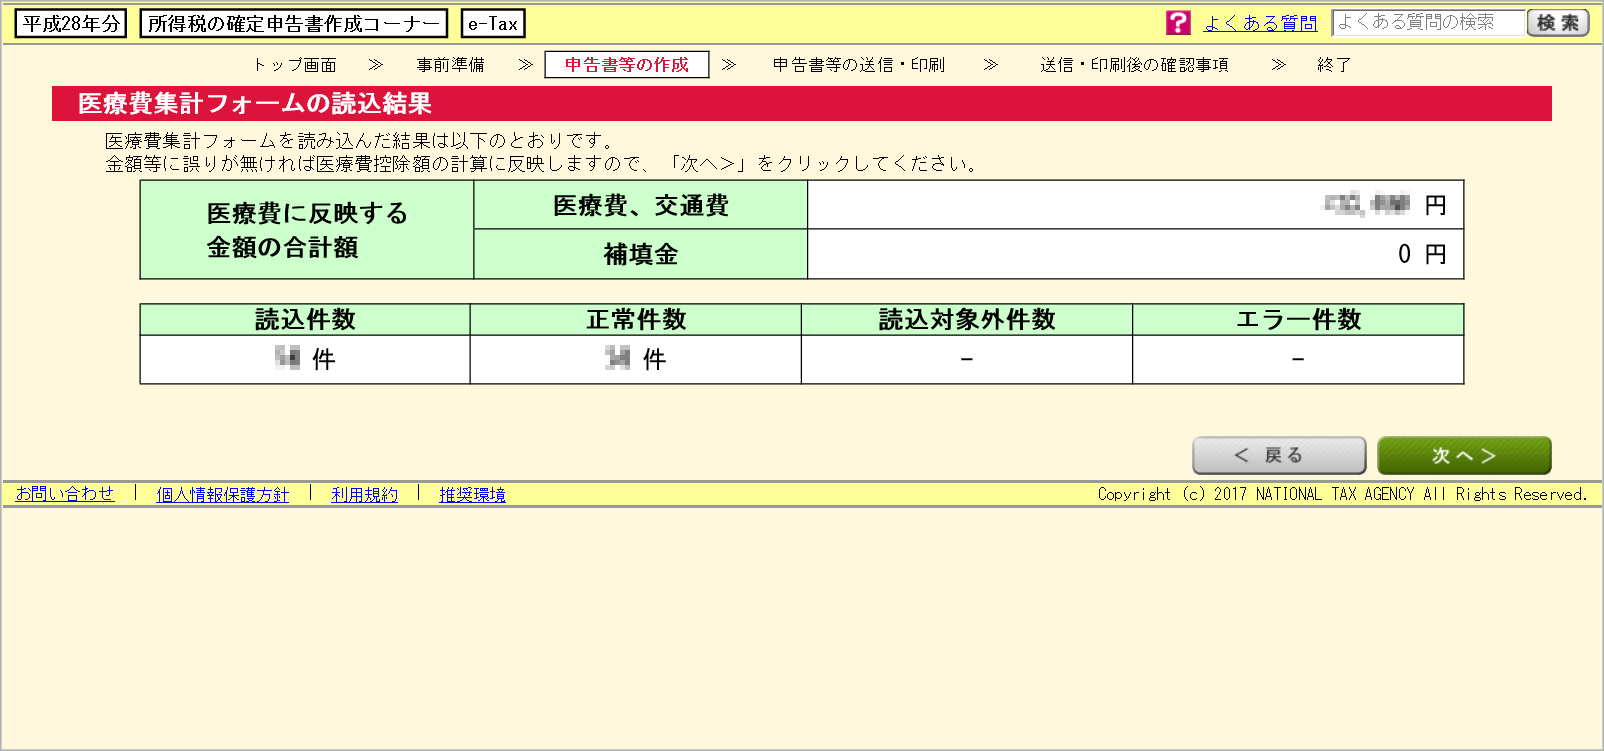 平成28年分 所得税の確定申告書作成コーナー e-Tax ? よくある質問 よくある質問の検索 検索
トップ画面 ≫ 事前準備 ≫ 申告書等の作成 ≫ 申告書等の送信・印刷 ≫ 送信・印刷後の確認事項 ≫ 終了
医療費集計フォームの読込結果
医療費集計フォームを読み込んだ結果は以下のとおりです。
金額等に誤りが無ければ医療費控除額の計算に反映しますので、「次へ＞」をクリックしてください。
医療費に反映する
金額の合計額
医療費、交通費 円
補填金 0 円
読込件数 正常件数 読込対象外件数 エラー件数
件 件 － －
＜ 戻る 次へ ＞
お問い合わせ | 個人情報保護方針 | 利用規約 | 推奨環境 Copyright (c) 2017 NATIONAL TAX AGENCY All Rights Reserved.